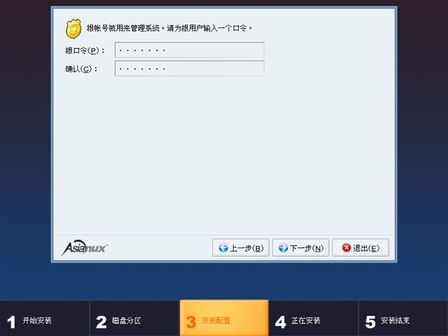 根帐号被用来管理系统。请为根用户输入一个口令。
根口令(P):
确认(C):
Asianux
上一步(B)
下一步(N)
退出(E)
1 开始安装
2 磁盘分区
3 安装配置
4 正在安装
5 安装结束